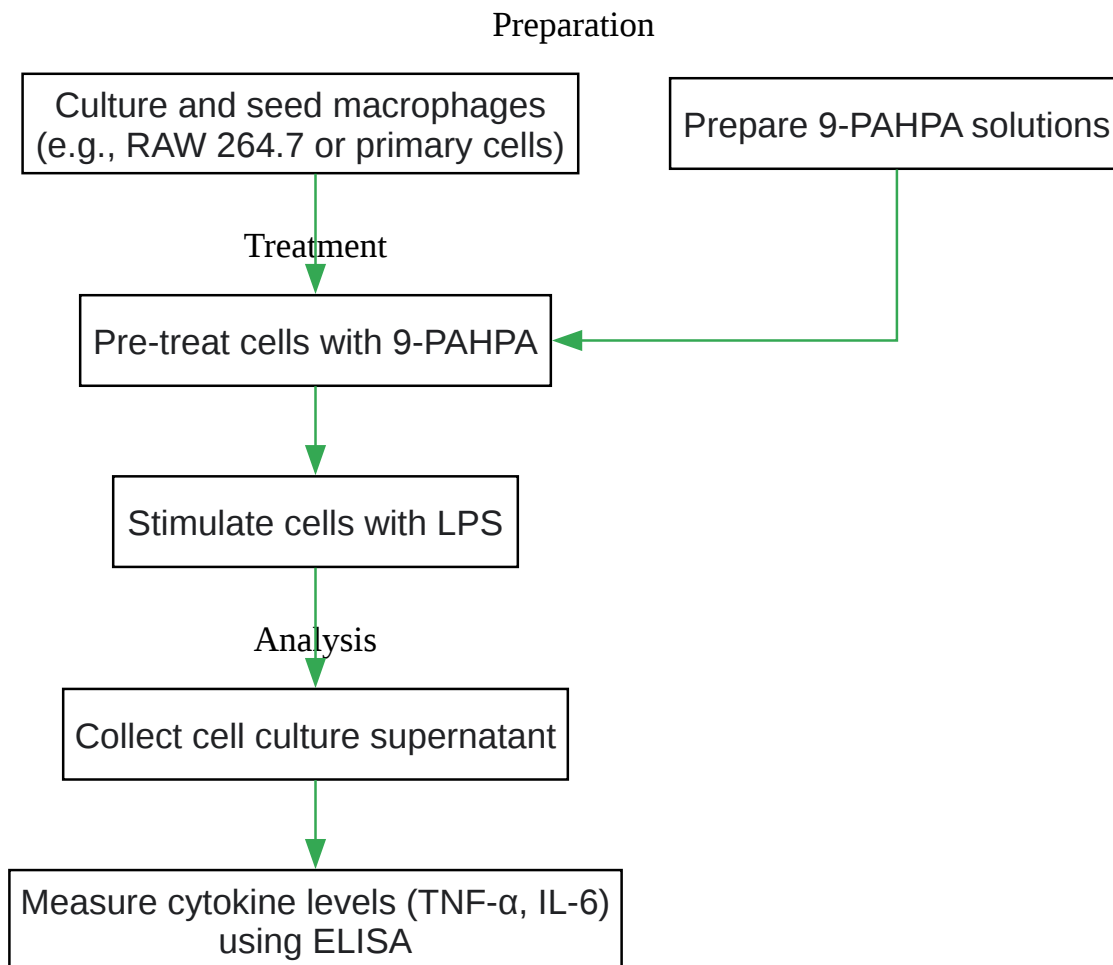 Preparation
Culture and seed macrophages
(e.g., RAW 264.7 or primary cells)
Prepare 9-PAHPA solutions
Treatment
Pre-treat cells with 9-PAHPA
Stimulate cells with LPS
Analysis
Collect cell culture supernatant
Measure cytokine levels (TNF-α, IL-6)
using ELISA